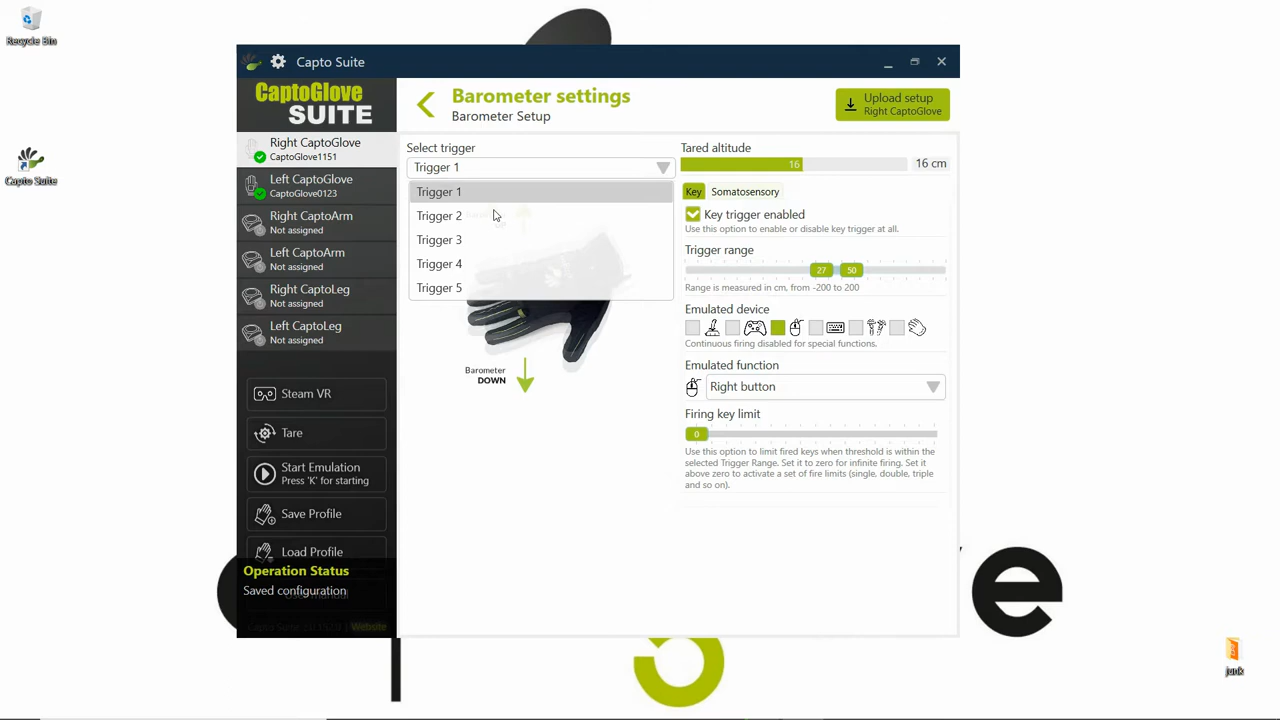 Recycle Bin
Capto Suite
junk
Capto Suite
CaptoGlove
SUITE
Barometer settings
Barometer Setup
Upload setup
Right CaptoGlove
Right CaptoGlove
CaptoGlove1151
Left CaptoGlove
CaptoGlove0123
Right CaptoArm
Not assigned
Left CaptoArm
Not assigned
Right CaptoLeg
Not assigned
Left CaptoLeg
Not assigned
Steam VR
Tare
Start Emulation
Press 'K' for starting
Save Profile
Load Profile
Operation Status
Saved configuration
Website
Select trigger
Trigger 1
Trigger 1
Trigger 2
Trigger 3
Trigger 4
Trigger 5
Barometer
DOWN
Tared altitude
16
16 cm
Key Somatosensory
Key trigger enabled
Use this option to enable or disable key trigger at all.
Trigger range
27 50
Range is measured in cm, from -200 to 200
Emulated device
Continuous firing disabled for special functions.
Emulated function
Right button
Firing key limit
0
Use this option to limit fired keys when threshold is within the
selected Trigger Range. Set it to zero for infinite firing. Set it
above zero to activate a set of fire limits (single, double, triple
and so on).
e